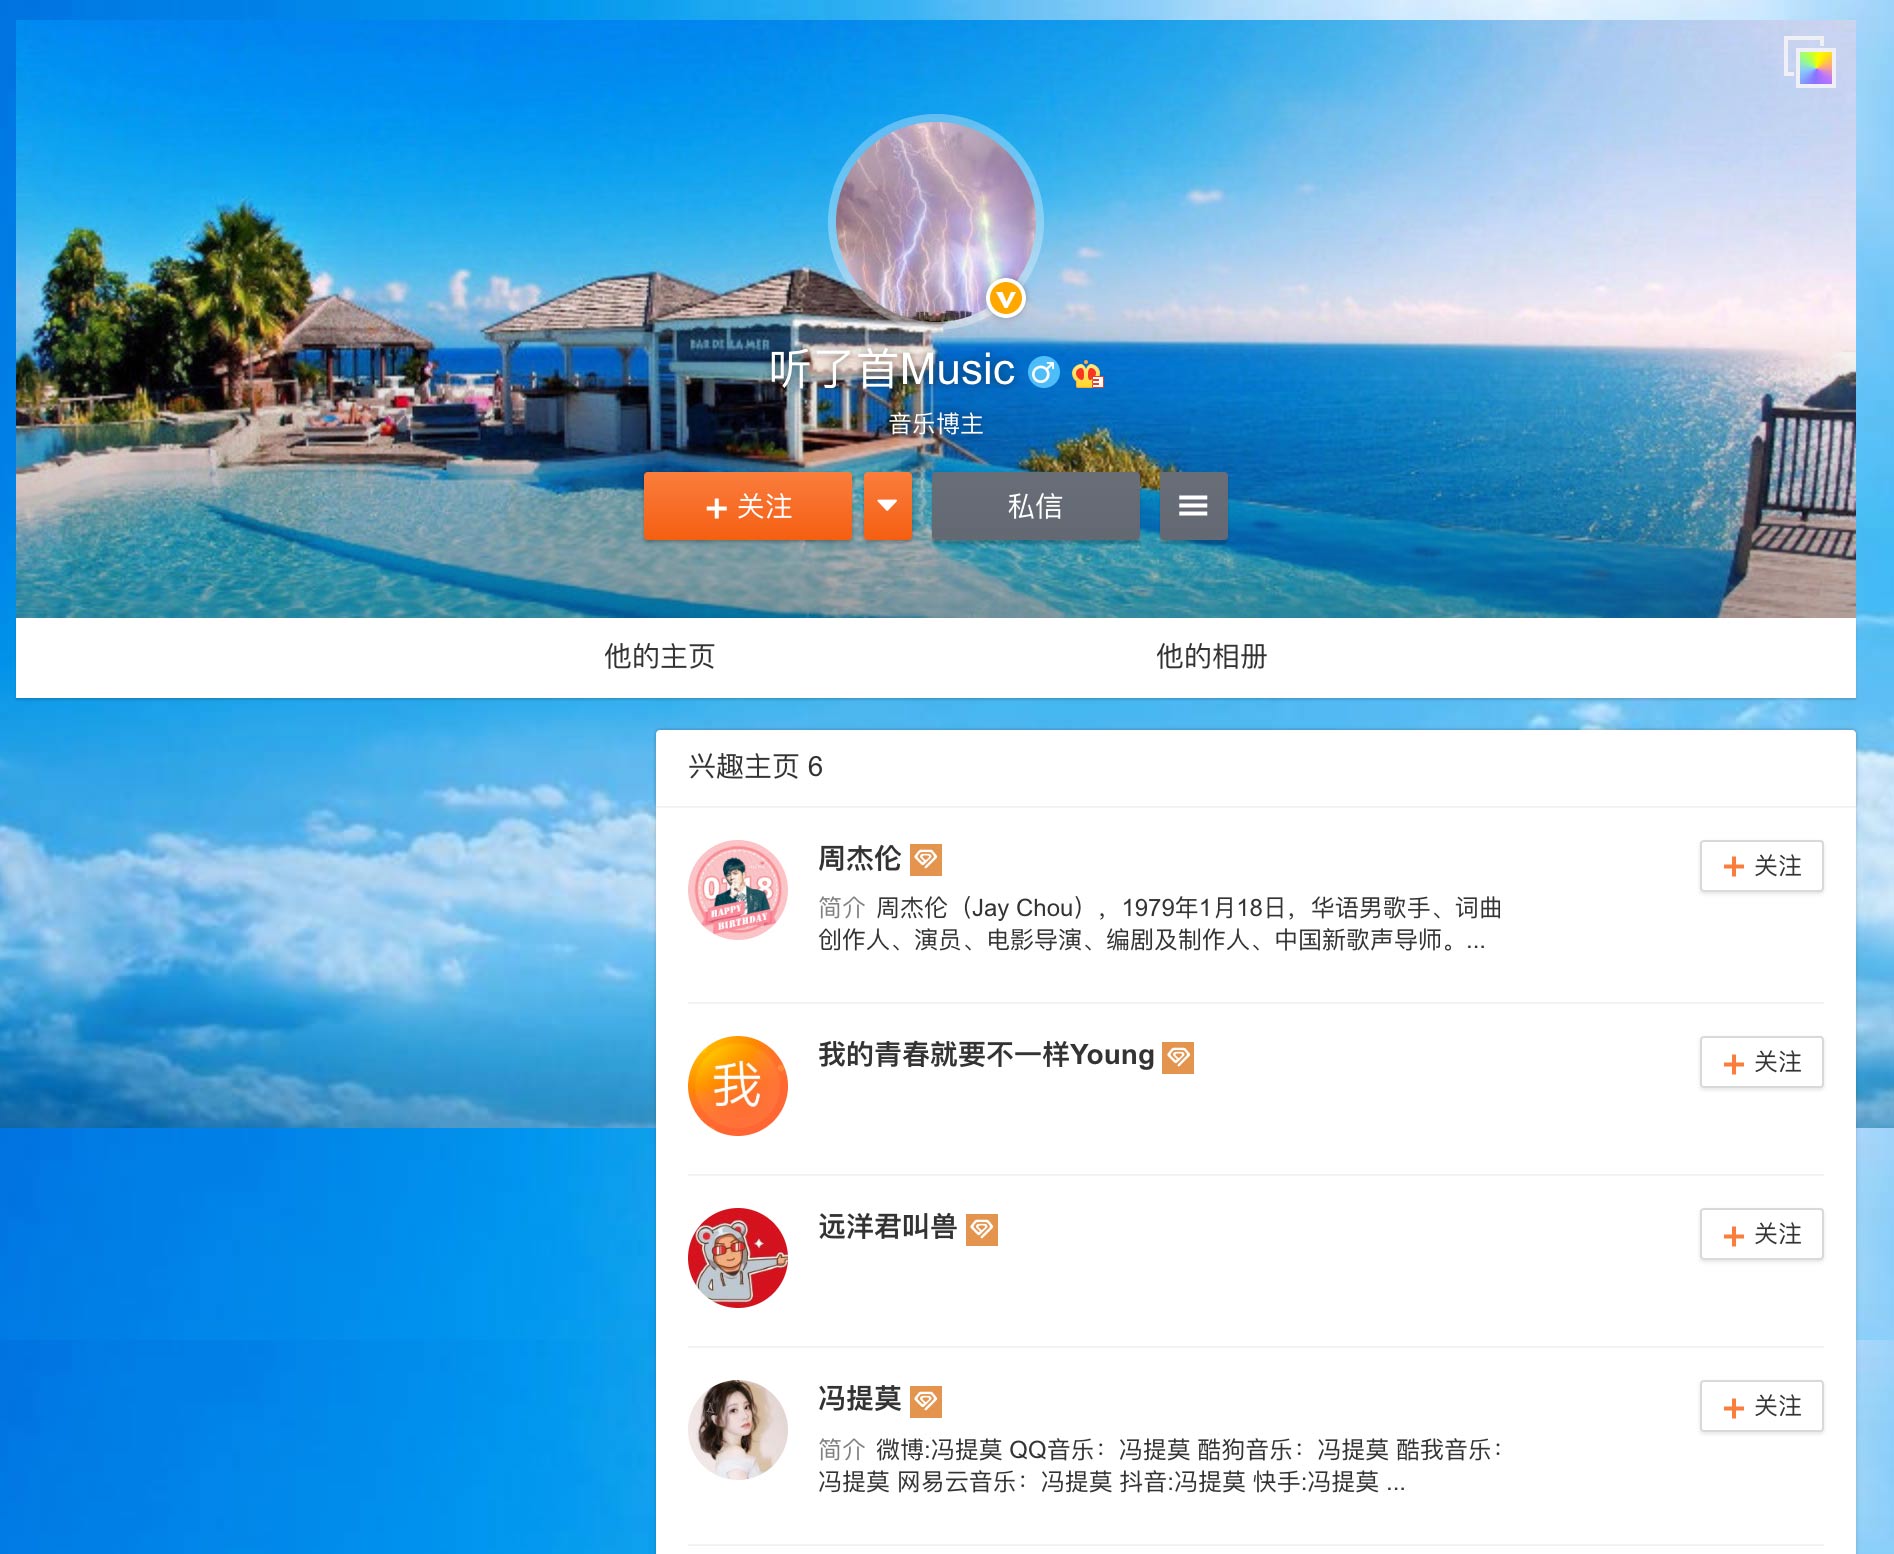 BAR DE LA MER
听了首Music
音乐博主
+ 关注
私信
他的主页
他的相册
兴趣主页 6
周杰伦
+ 关注
简介 周杰伦（Jay Chou），1979年1月18日，华语男歌手、词曲
创作人、演员、电影导演、编剧及制作人、中国新歌声导师。...
0118
HAPPY
BIRTHDAY
我
我的青春就要不一样Young
+ 关注
远洋君叫兽
+ 关注
冯提莫
+ 关注
简介 微博:冯提莫 QQ音乐：冯提莫 酷狗音乐：冯提莫 酷我音乐：
冯提莫 网易云音乐：冯提莫 抖音:冯提莫 快手:冯提莫 ...